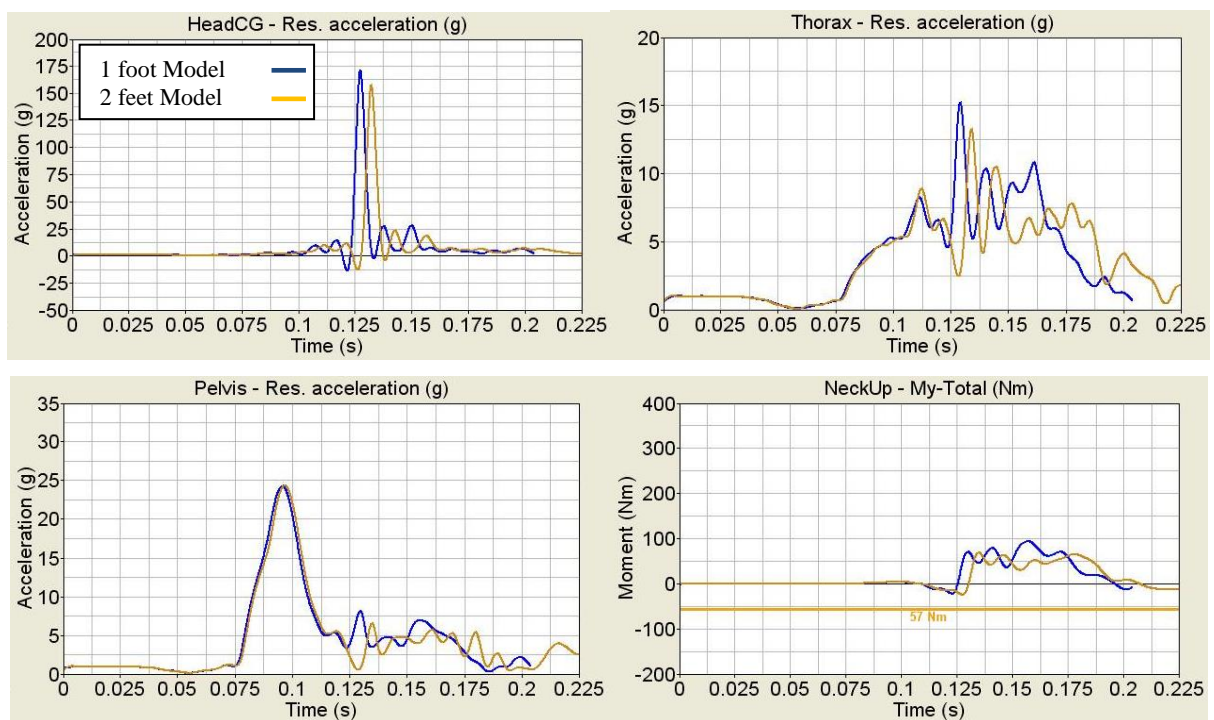 HeadCG - Res. acceleration (g)
200
175
150
125
100
75
50
25
0
-25
-50
Acceleration (g)
1 foot Model
2 feet Model
0 0.025 0.05 0.075 0.1 0.125 0.15 0.175 0.2 0.225
Time (s)
Thorax - Res. acceleration (g)
20
15
10
5
0
Acceleration (g)
0 0.025 0.05 0.075 0.1 0.125 0.15 0.175 0.2 0.225
Time (s)
Pelvis - Res. acceleration (g)
35
30
25
20
15
10
5
0
Acceleration (g)
0 0.025 0.05 0.075 0.1 0.125 0.15 0.175 0.2 0.225
Time (s)
NeckUp - My-Total (Nm)
400
300
200
100
0
-100
-200
Moment (Nm)
57 Nm
0 0.025 0.05 0.075 0.1 0.125 0.15 0.175 0.2 0.225
Time (s)